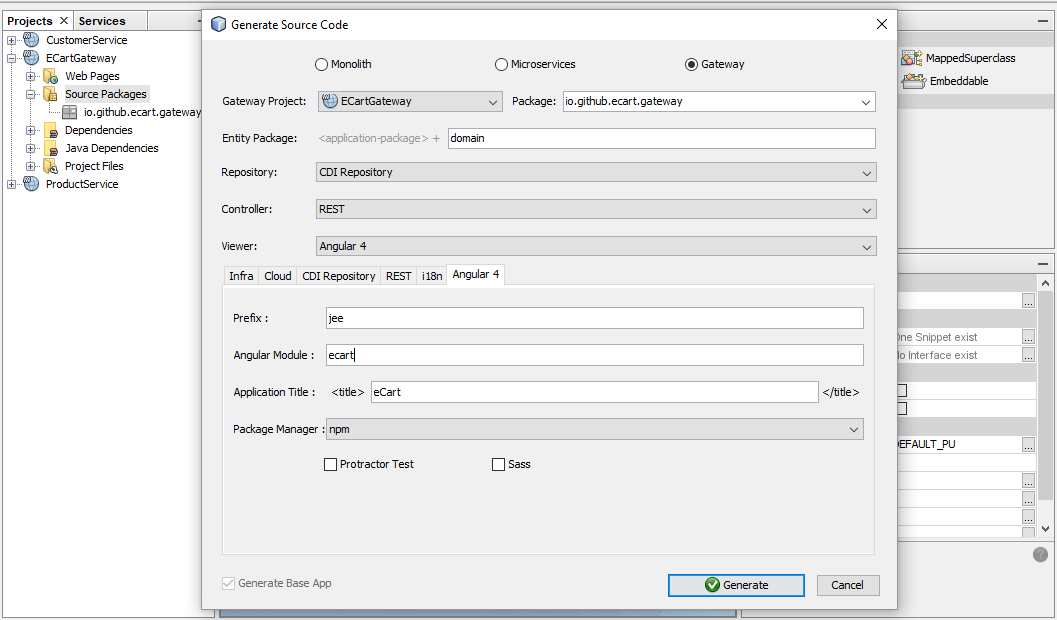 Projects Services
CustomerService
ECartGateway
Web Pages
Source Packages
io.github.ecart.gateway
Dependencies
Java Dependencies
Project Files
ProductService
Generate Source Code
Monolith Microservices Gateway
Gateway Project: ECartGateway Package: io.github.ecart.gateway
Entity Package: <application-package> + domain
Repository: CDI Repository
Controller: REST
Viewer: Angular 4
Infra Cloud CDI Repository REST i18n Angular 4
Prefix : jee
Angular Module : ecart
Application Title : <title> eCart </title>
Package Manager : npm
Protractor Test Sass
Generate Base App
Generate Cancel
MappedSuperclass
Embeddable
...
One Snippet exist ...
lo Interface exist ...
DEFAULT_PU ...
...
...
...
?